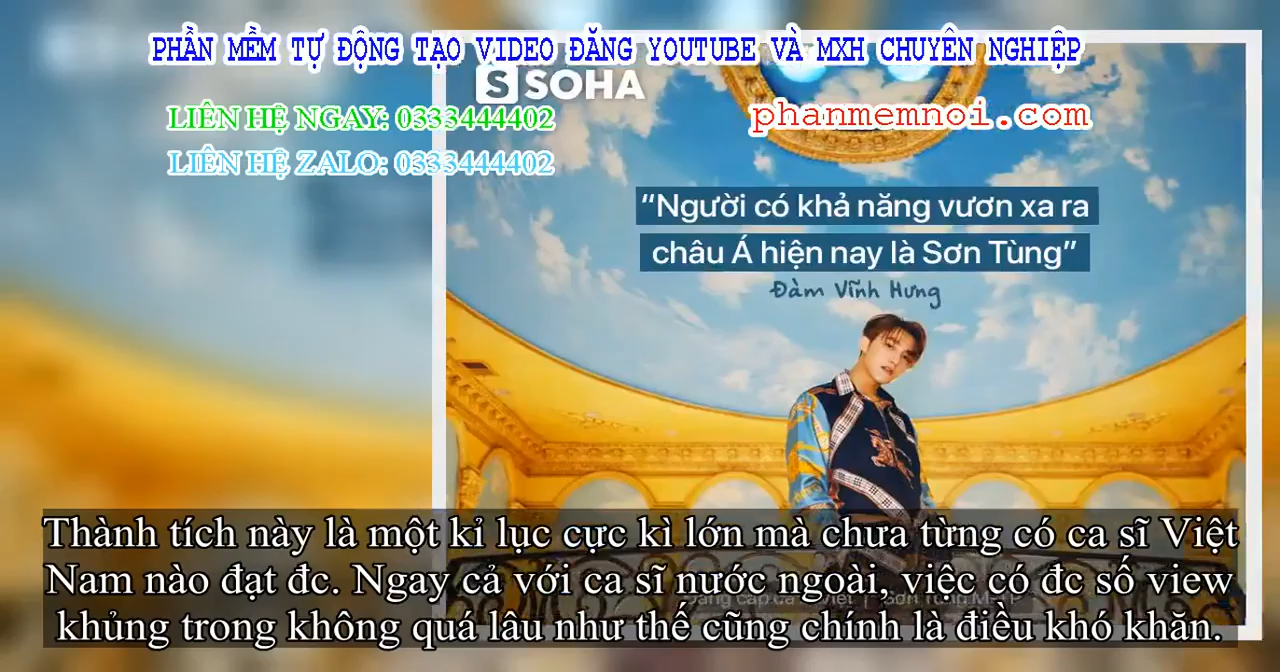 PHẦN MỀM TỰ ĐỘNG TẠO VIDEO ĐĂNG YOUTUBE VÀ MXH CHUYÊN NGHIỆP
SOHA
LIÊN HỆ NGAY: 0333444402
phanmemnoi.com
LIÊN HỆ ZALO: 0333444402
“Người có khả năng vươn xa ra
châu Á hiện nay là Sơn Tùng”
Đàm Vĩnh Hưng
Thành tích này là một kỉ lục cực kì lớn mà chưa từng có ca sĩ Việt
Nam nào đạt đc. Ngay cả với ca sĩ nước ngoài, việc có đc số view
Sơn Tùng M-TP
khủng trong không quá lâu như thế cũng chính là điều khó khăn.